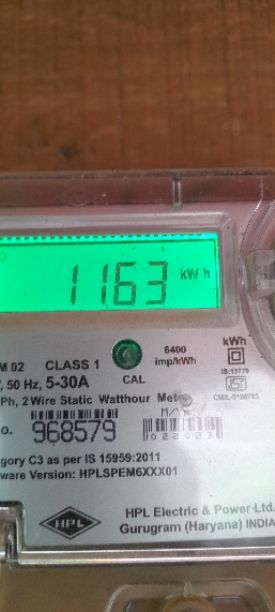 1163 kWh
6400
imp/kWh
kWh
M 02 CLASS 1
IS:13779
, 50 Hz, 5-30A
CAL
Ph, 2 Wire Static Watthour Meter
o. 968579
gory C3 as per IS 15959:2011
ware Version: HPLSPEM6XXX01
HPL
HPL Electric & Power Ltd.
Gurugram (Haryana) INDIA